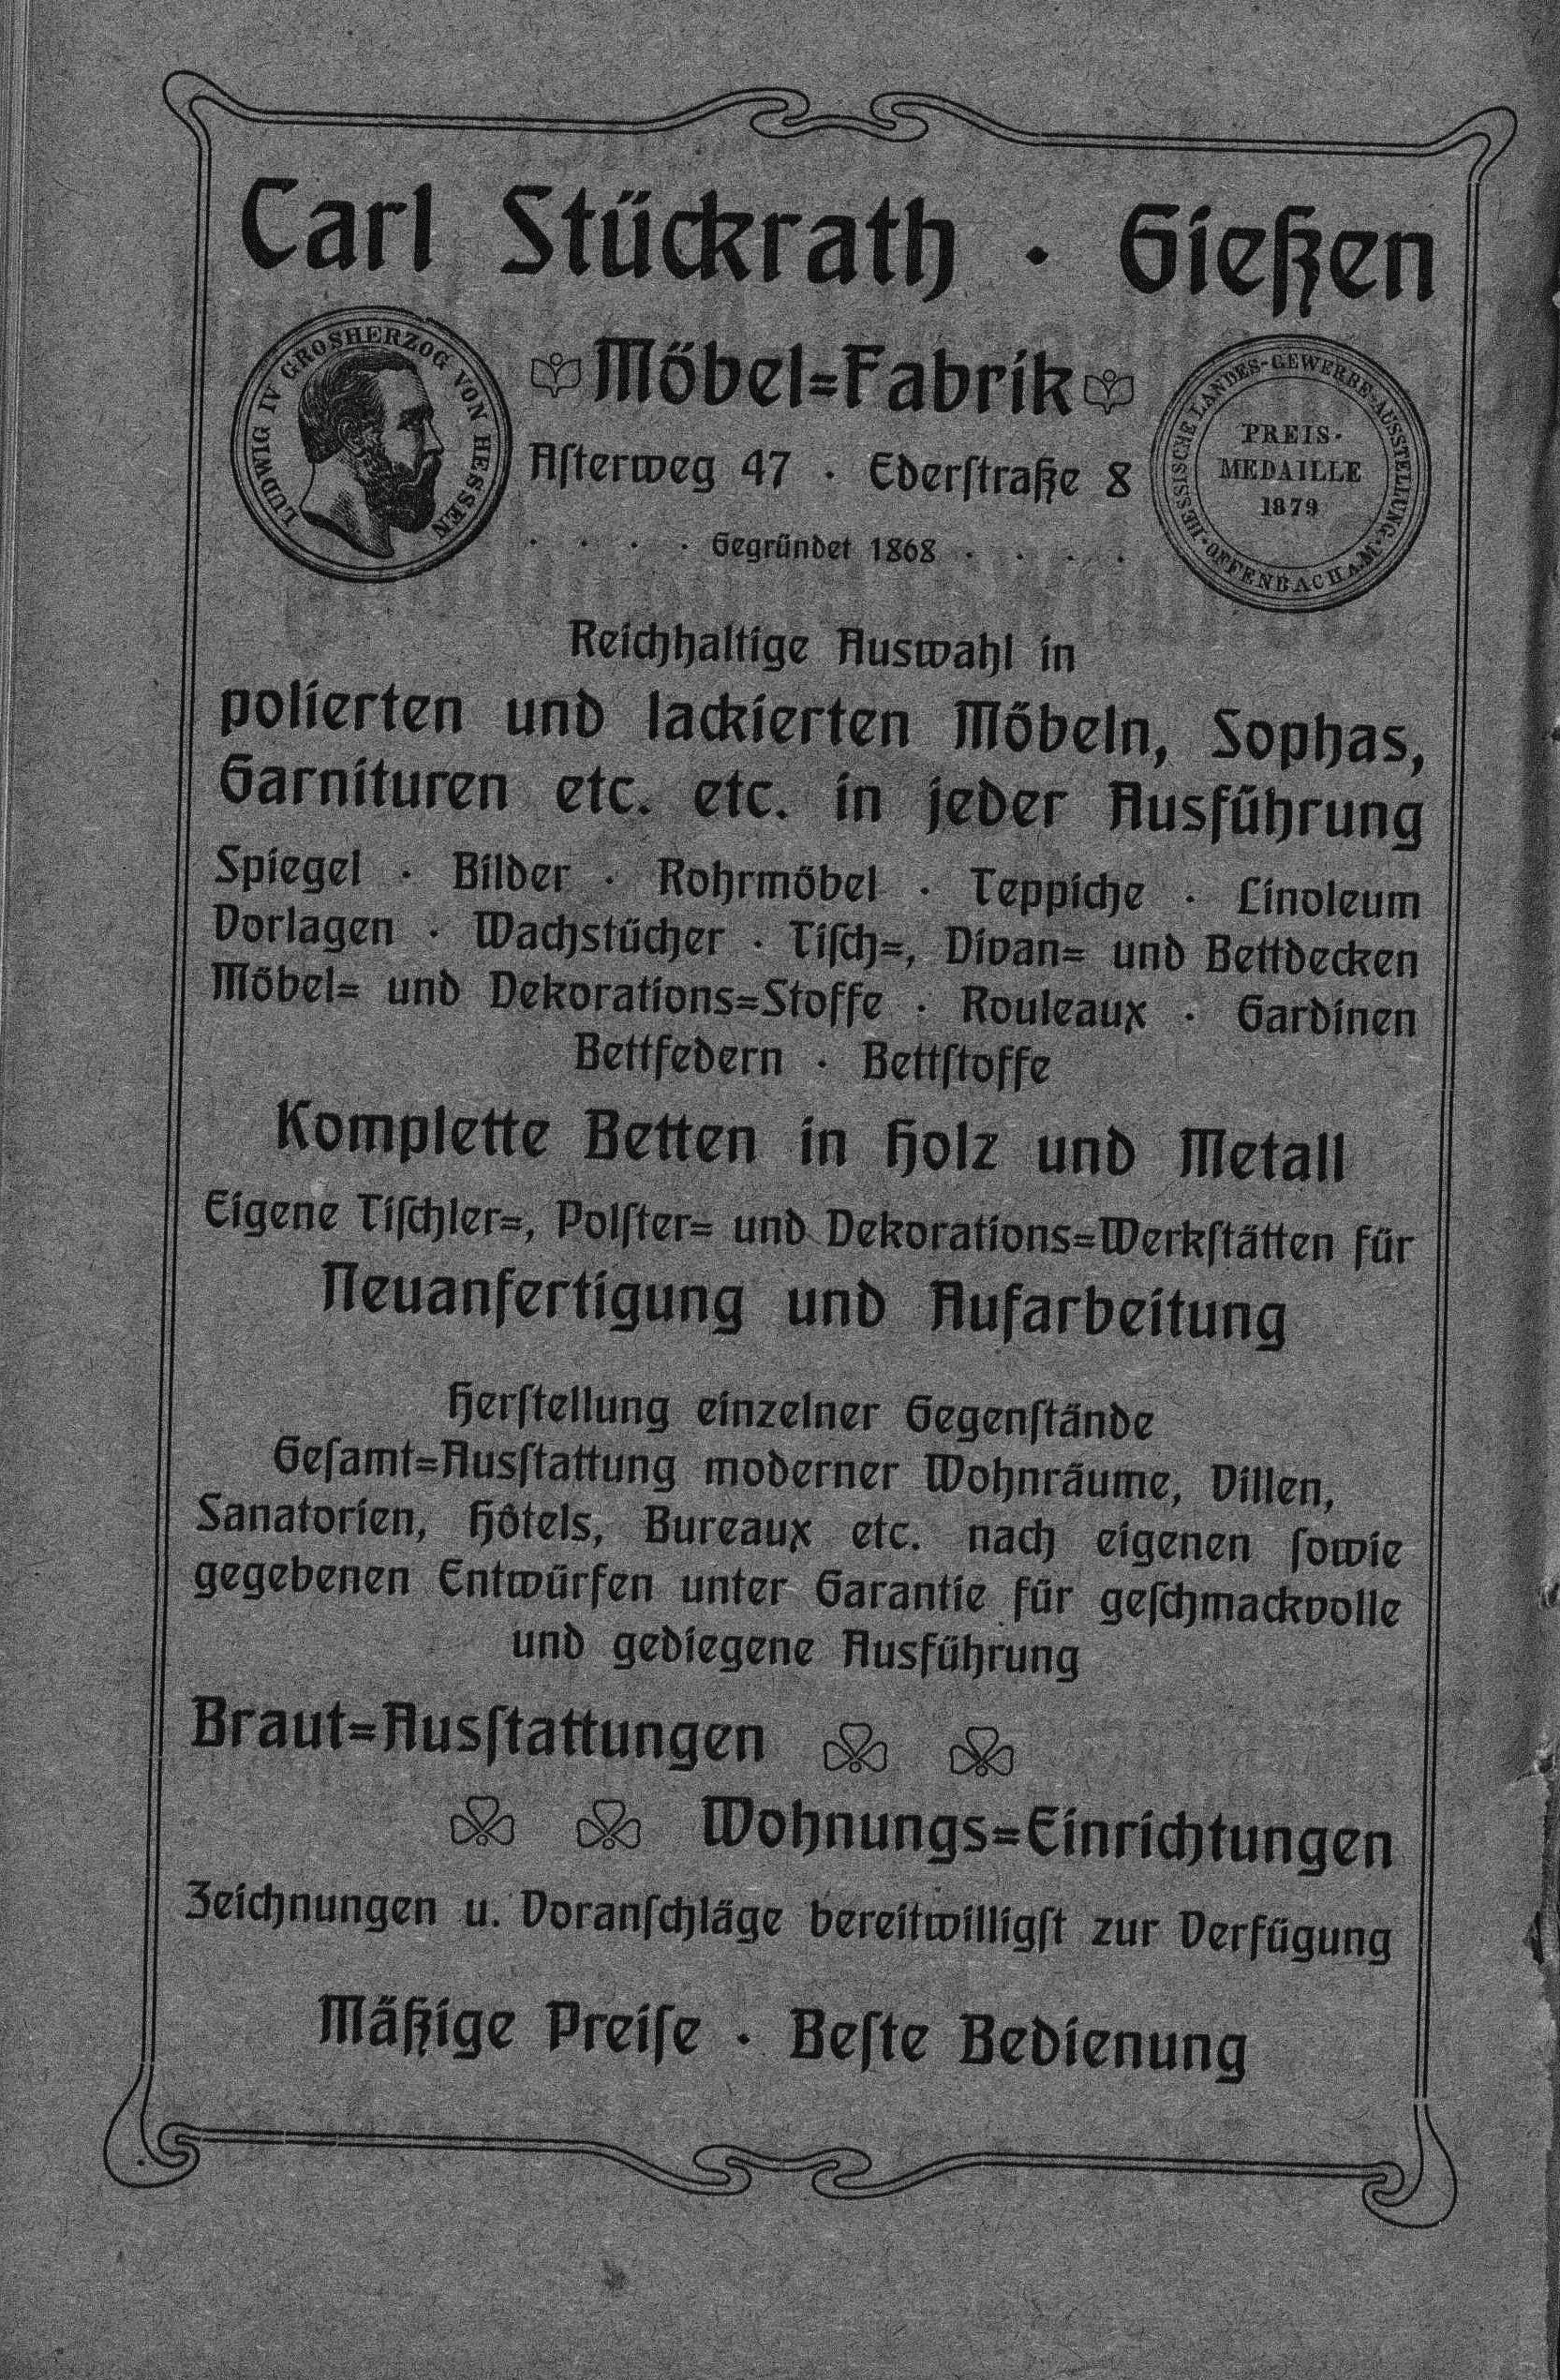 Carl Stückrath · Gießen
LUDWIG IV GROSHERZOG VON HESSEN
Möbel=Fabrik
Aſterweg 47 · Ederſtraße 8
· · · · Gegründet 1868 · · · ·
HESSISCHE LANDES-GEWERBE-AUSSTELLUNG·OFFENBACH A.M·
PREIS-
MEDAILLE
1879
Reichhaltige Auswahl in
polierten und lackierten Möbeln, Sophas,
Garnituren etc. etc. in jeder Ausführung
Spiegel · Bilder · Rohrmöbel · Teppiche · Linoleum
Vorlagen · Wachstücher · Tiſch=, Divan= und Bettdecken
Möbel= und Dekorations=Stoffe · Rouleaux · Gardinen
Bettfedern · Bettſtoffe
Komplette Betten in Holz und Metall
Eigene Tiſchler=, Polſter= und Dekorations=Werkſtätten für
Neuanfertigung und Aufarbeitung
Herſtellung einzelner Gegenſtände
Geſamt=Ausſtattung moderner Wohnräume, Villen,
Sanatorien, Hôtels, Bureaux etc. nach eigenen ſowie
gegebenen Entwürfen unter Garantie für geſchmackvolle
und gediegene Ausführung
Braut=Ausſtattungen
Wohnungs=Einrichtungen
Zeichnungen u. Voranſchläge bereitwilligſt zur Verfügung
Mäßige Preiſe · Beſte Bedienung